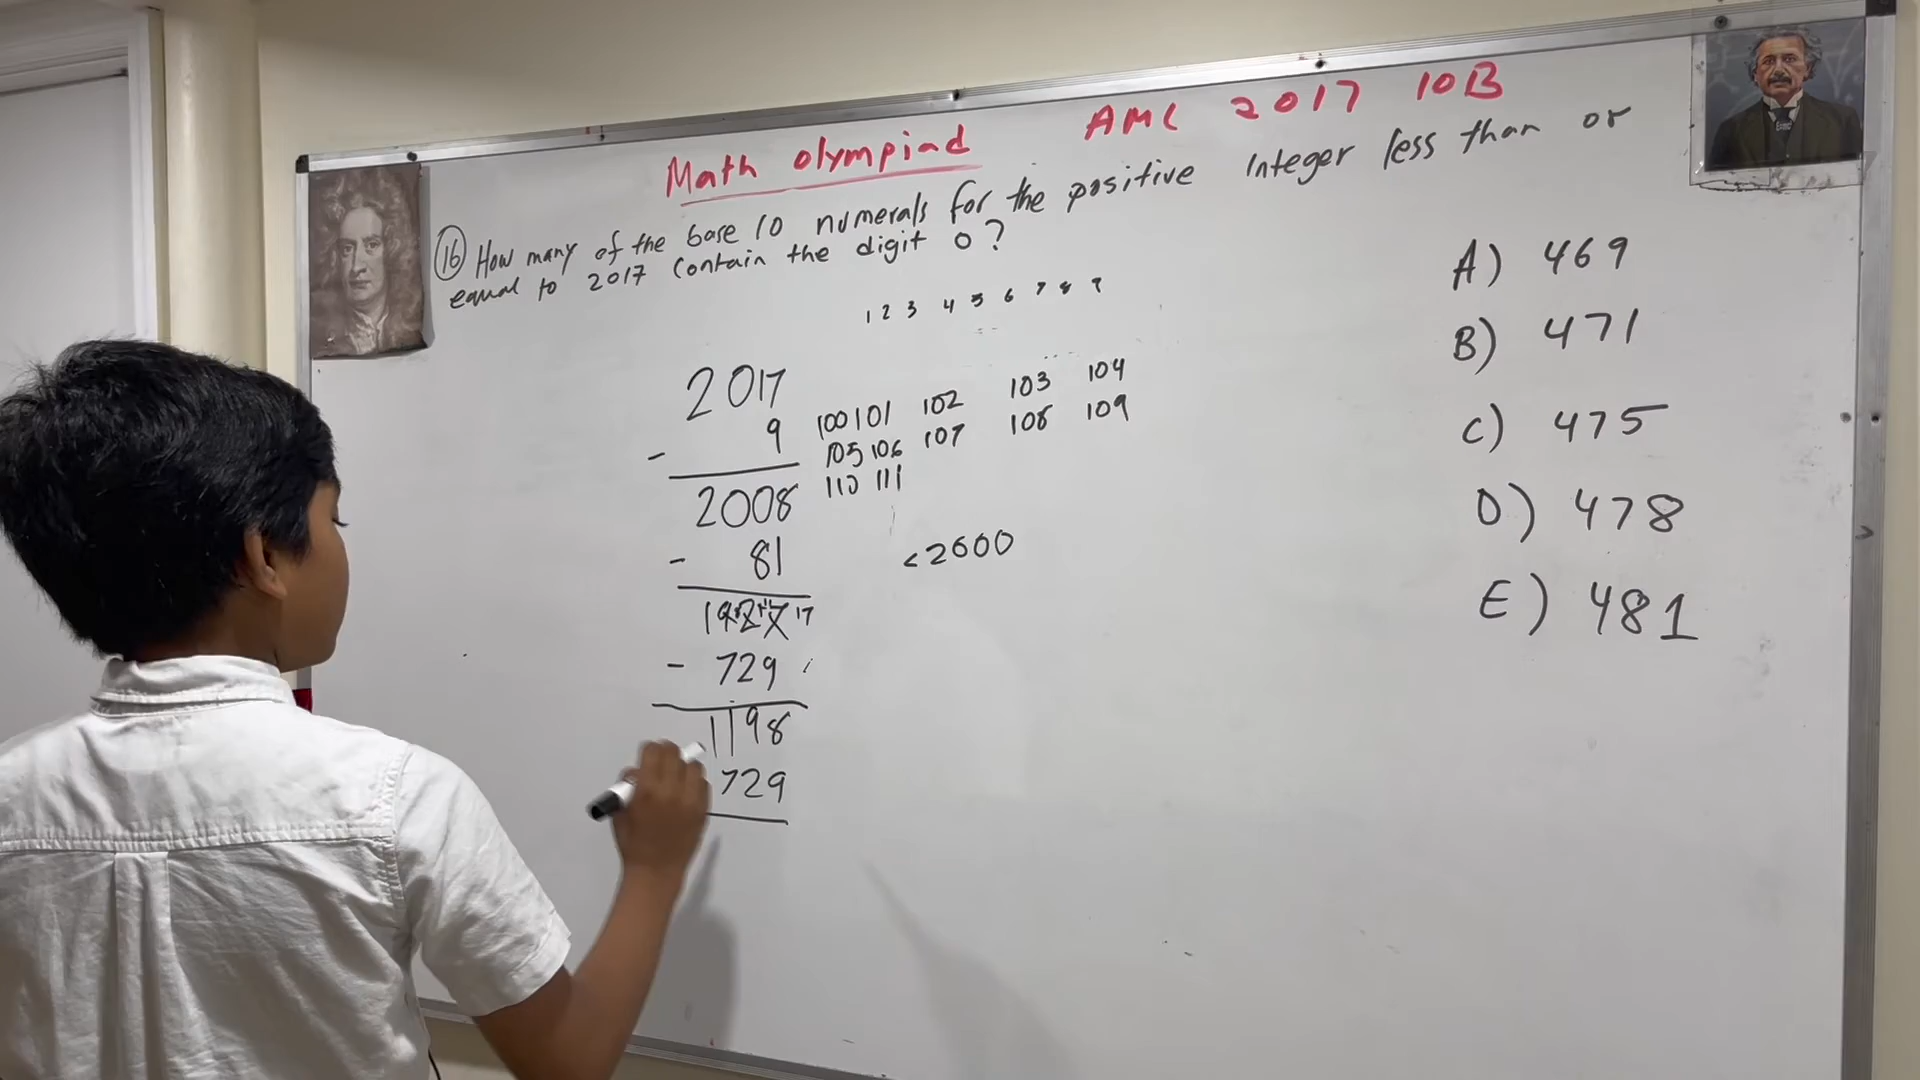 Math olympiad AMC 2017 10B
16 How many of the base 10 numerals for the positive Integer less than or
equal to 2017 contain the digit 0?
1 2 3 4 5 6 7 8 9
A) 469
B) 471
C) 475
D) 478
E) 481
2017
- 9
2008
- 81
1927 17
- 729
1198
729
100 101 102 103 104
105 106 107 108 109
110 111
<2000